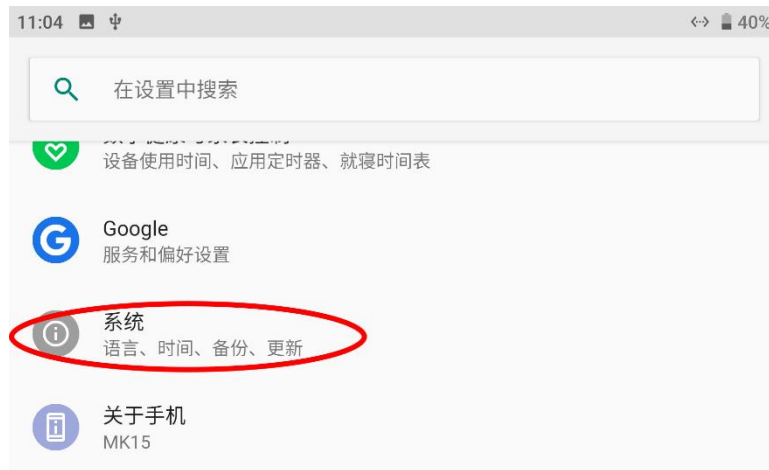 11:04 40%
在设置中搜索
设备使用时间、应用定时器、就寝时间表
Google
服务和偏好设置
系统
语言、时间、备份、更新
关于手机
MK15